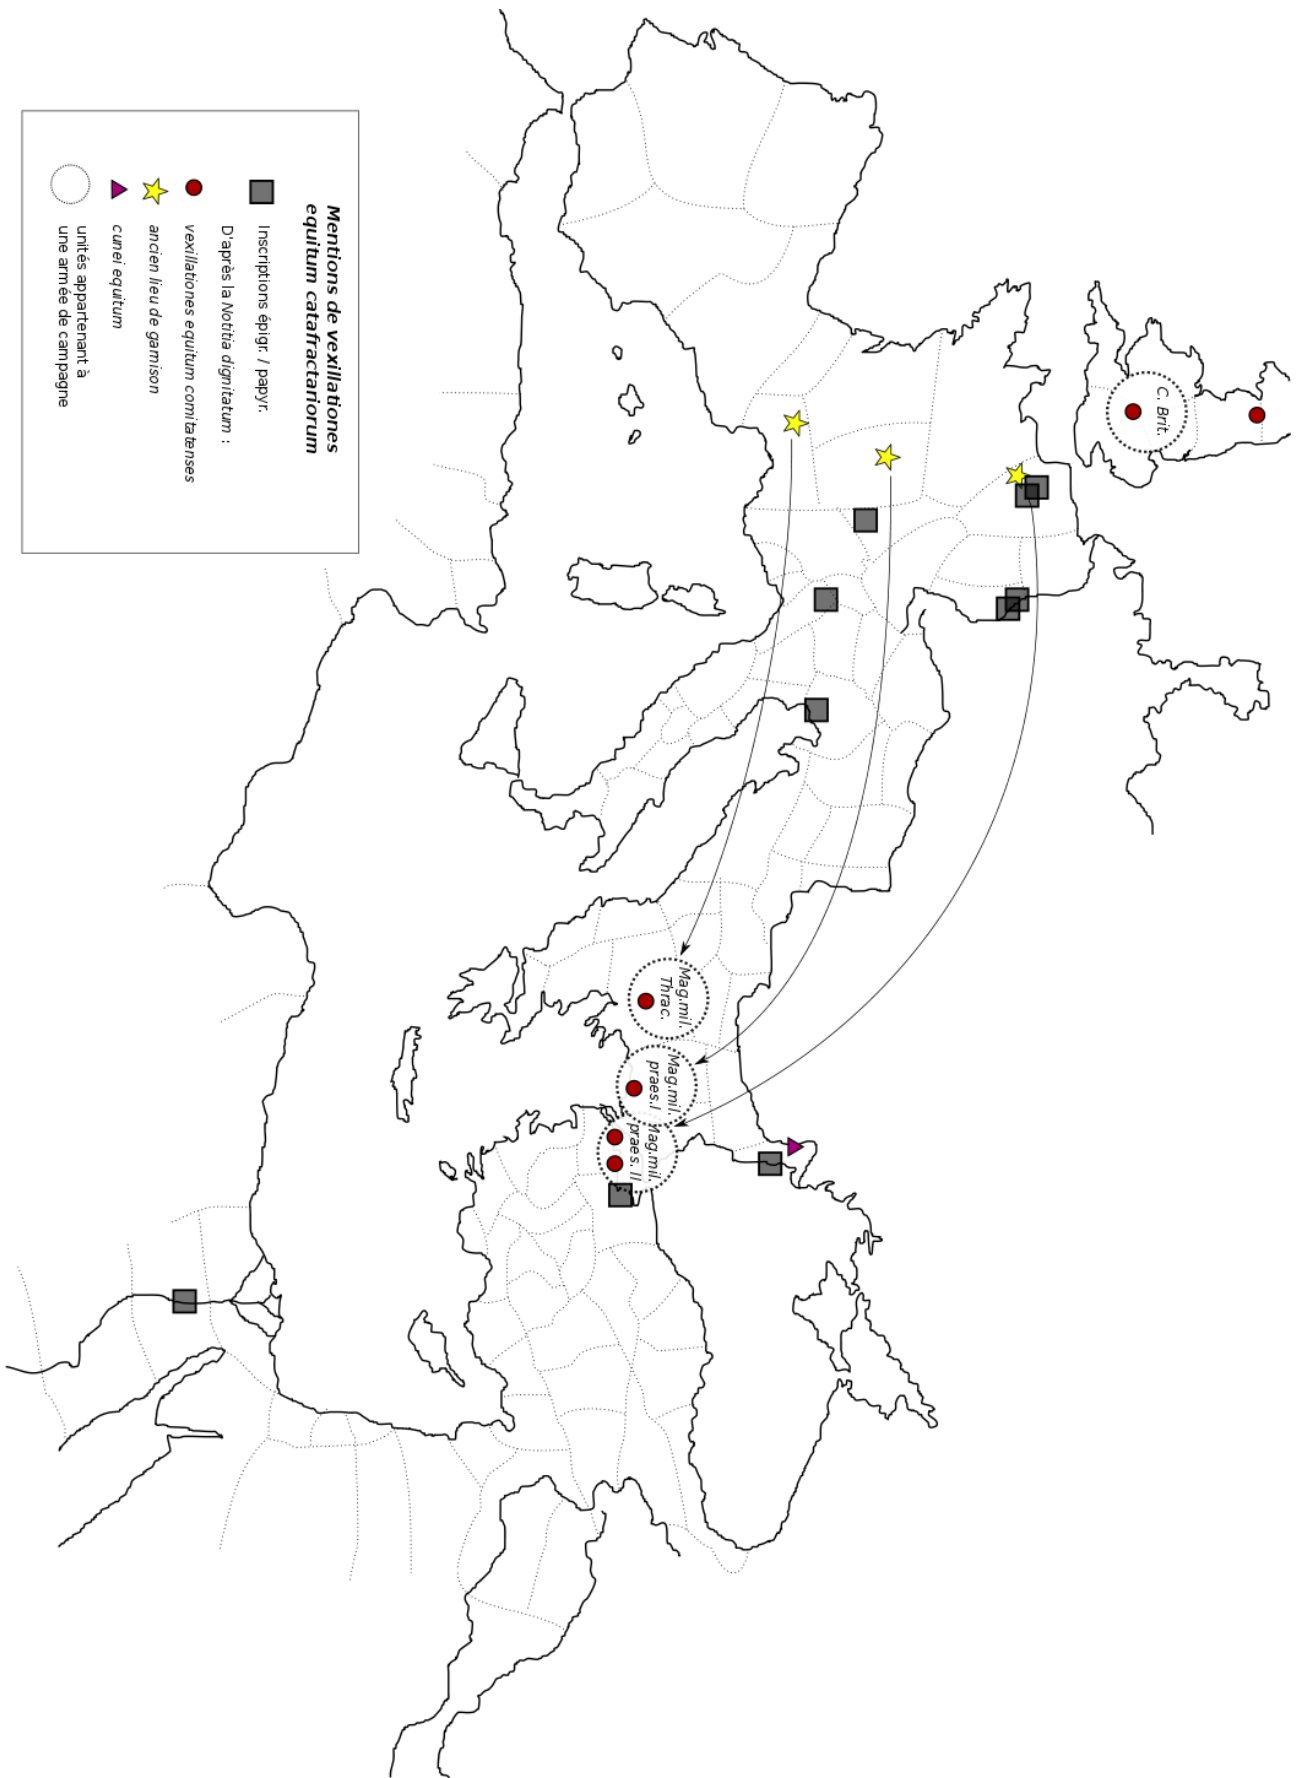 Mentions de vexillationes
equitum catafractariorum
Inscriptions épigr. / papyr.
D'après la Notitia dignitatum :
vexillationes equitum comitatenses
ancien lieu de garnison
cunei equitum
unités appartenant à
une armée de campagne
C. Brit.
Mag.mil.
Thrac.
Mag.mil.
praes.I
Mag.mil.
praes. II